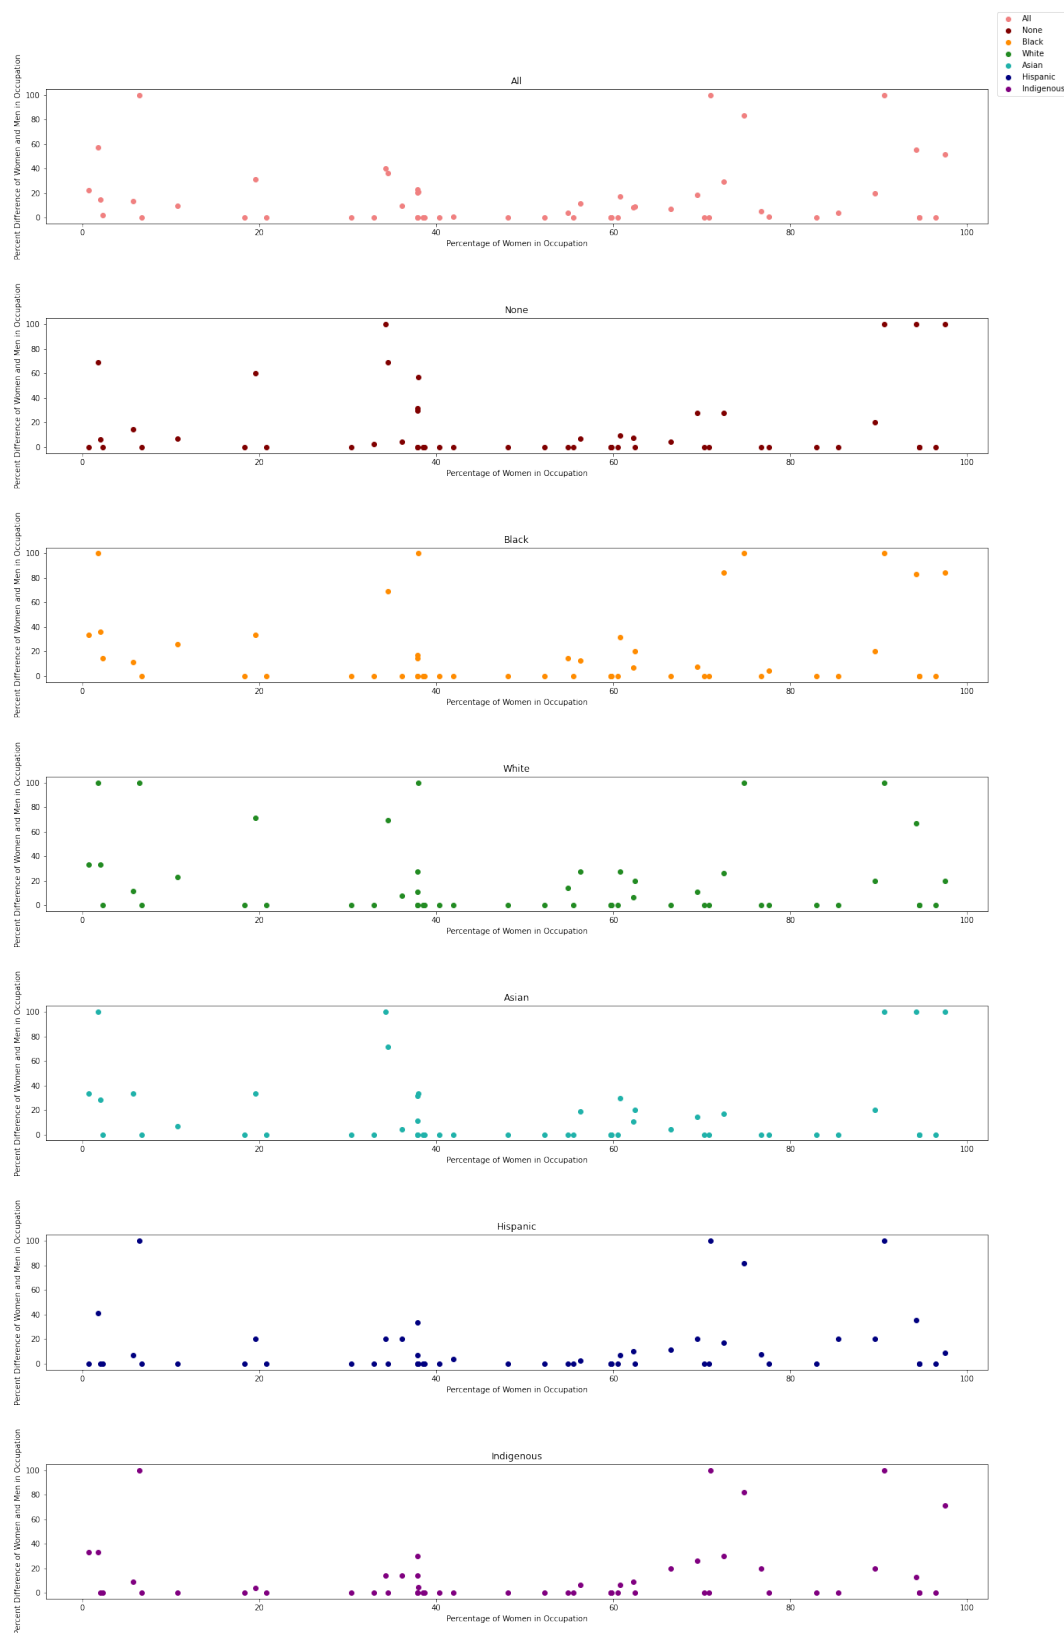 All
None
Black
White
Asian
Hispanic
Indigenous
All
Percent Difference of Women and Men in Occupation
100
80
60
40
20
0
0 20 40 60 80 100
Percentage of Women in Occupation
None
Percent Difference of Women and Men in Occupation
100
80
60
40
20
0
0 20 40 60 80 100
Percentage of Women in Occupation
Black
Percent Difference of Women and Men in Occupation
100
80
60
40
20
0
0 20 40 60 80 100
Percentage of Women in Occupation
White
Percent Difference of Women and Men in Occupation
100
80
60
40
20
0
0 20 40 60 80 100
Percentage of Women in Occupation
Asian
Percent Difference of Women and Men in Occupation
100
80
60
40
20
0
0 20 40 60 80 100
Percentage of Women in Occupation
Hispanic
Percent Difference of Women and Men in Occupation
100
80
60
40
20
0
0 20 40 60 80 100
Percentage of Women in Occupation
Indigenous
Percent Difference of Women and Men in Occupation
100
80
60
40
20
0
0 20 40 60 80 100
Percentage of Women in Occupation